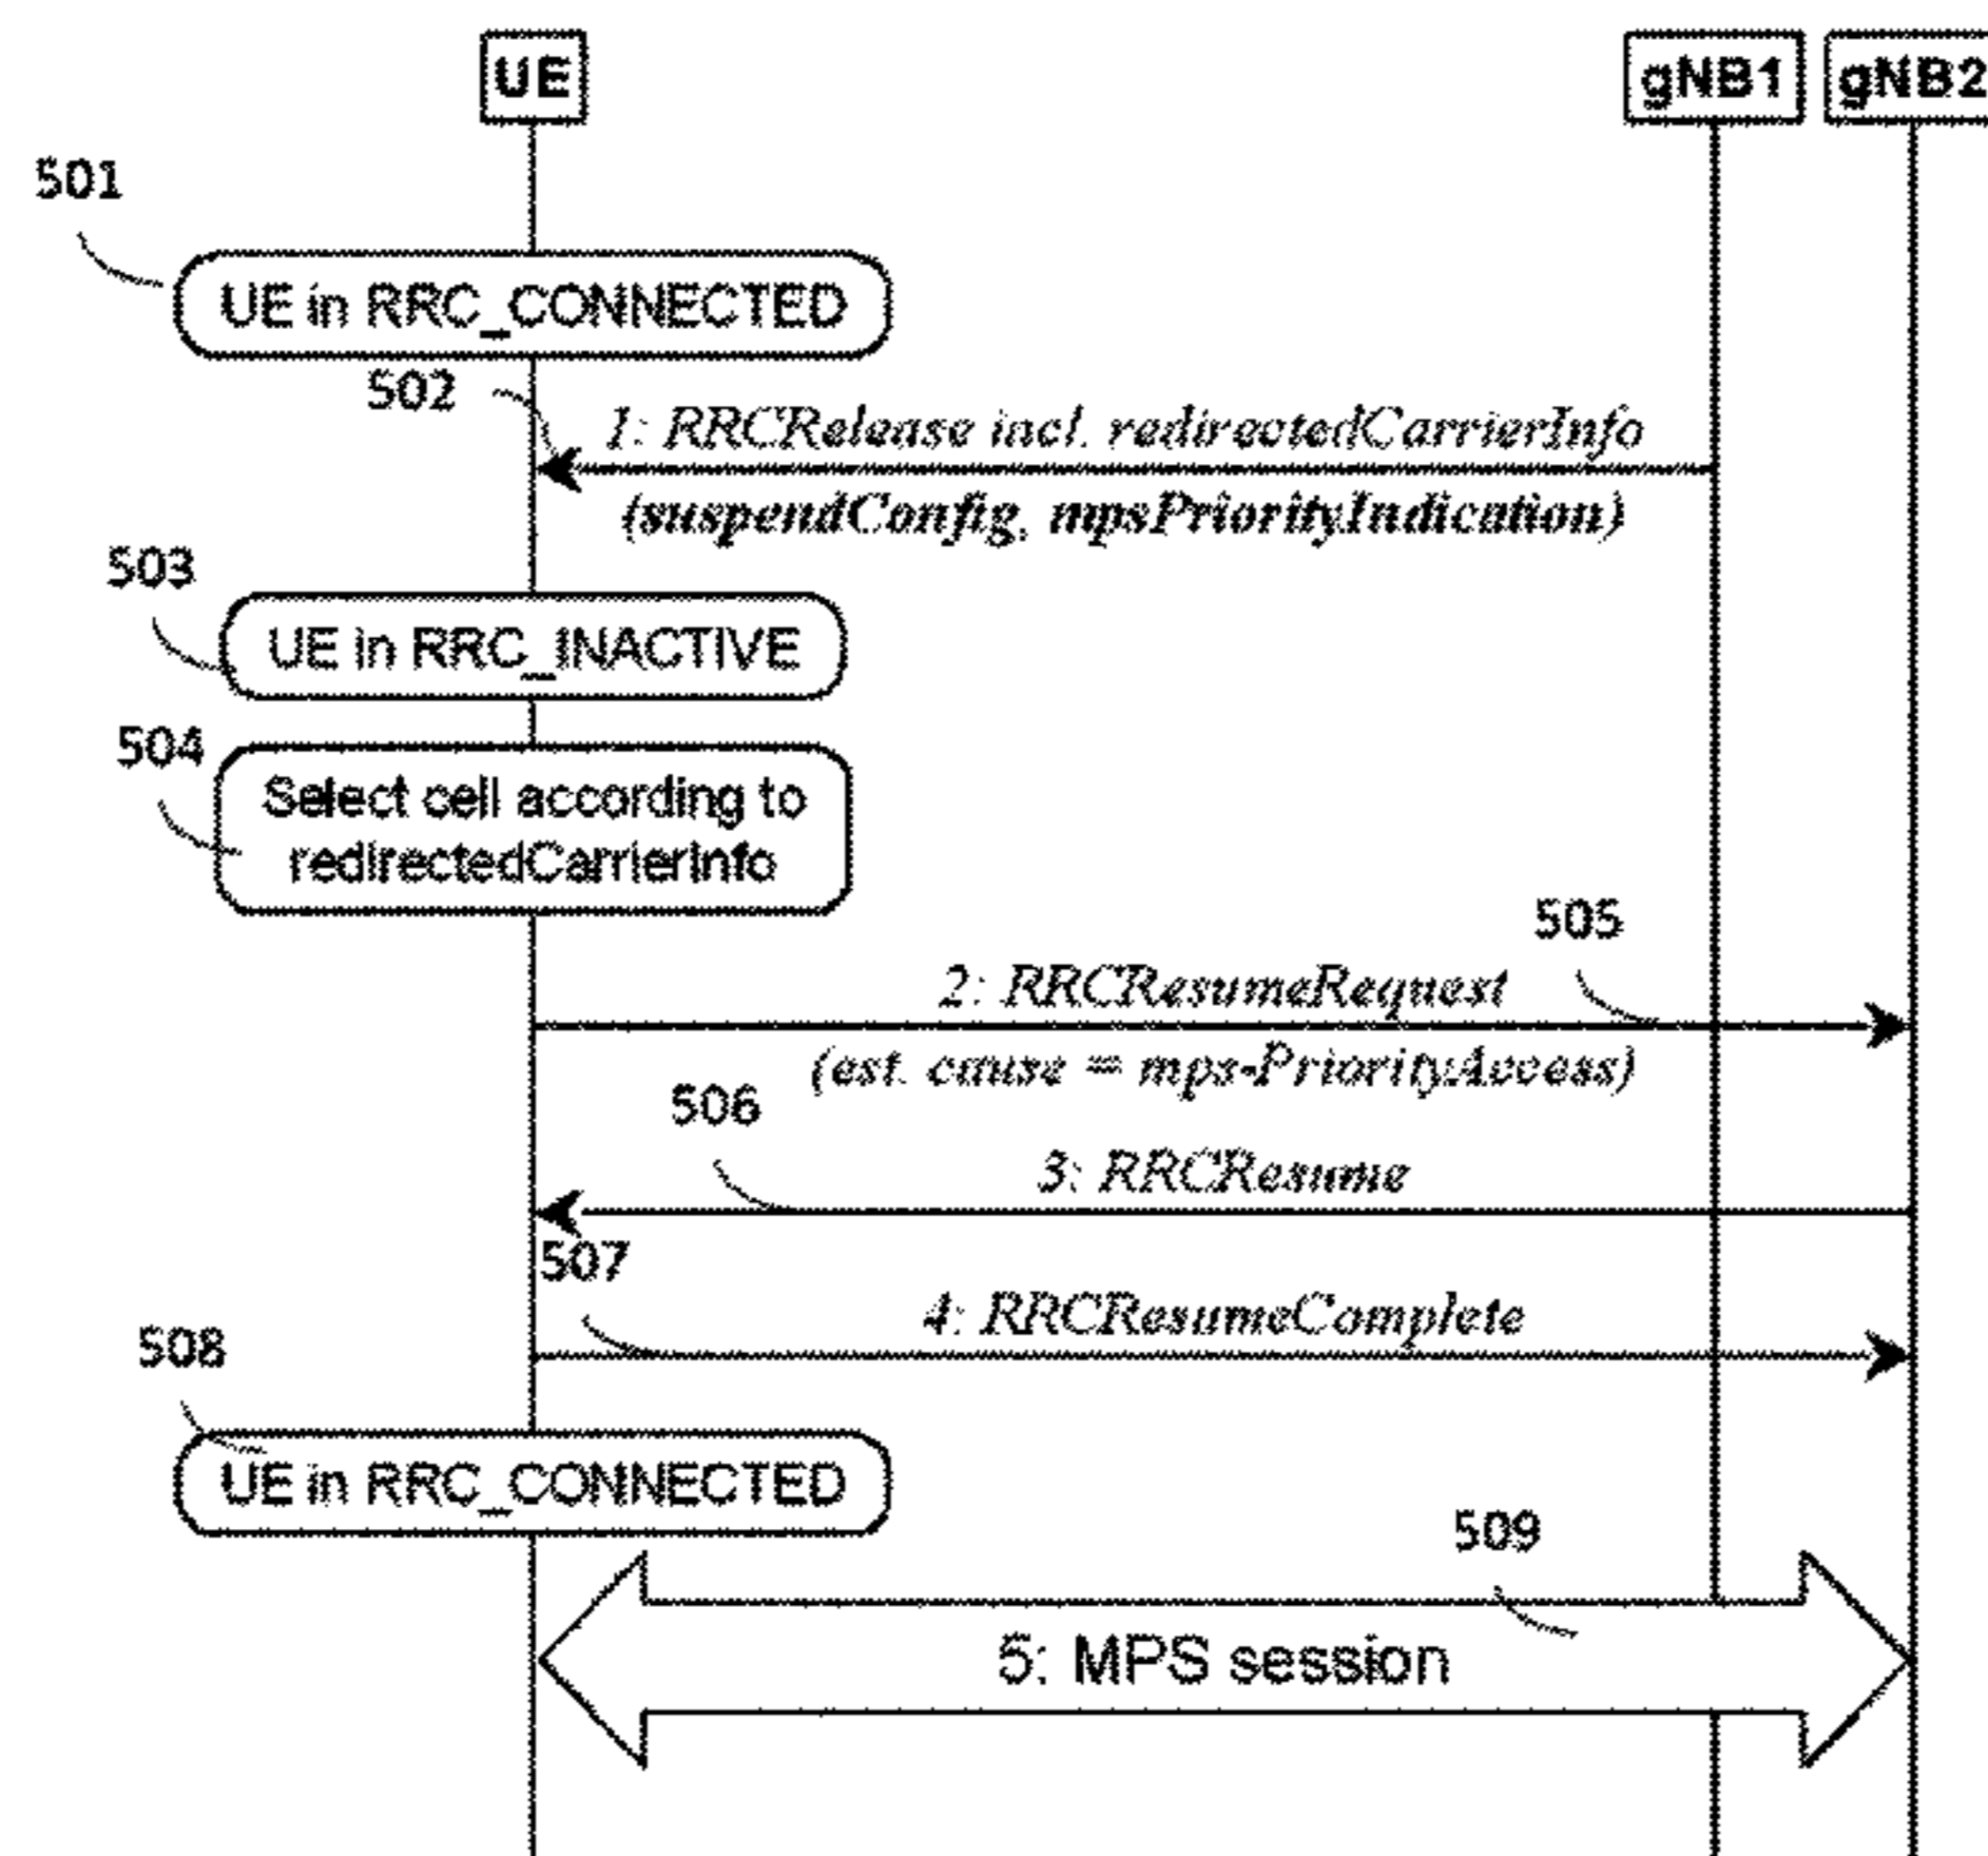 UE
gNB1
gNB2
501
UE in RRC_CONNECTED
502
1: RRCRelease incl. redirectedCarrierInfo
(suspendConfig, mpsPriorityIndication)
503
UE in RRC_INACTIVE
504
Select cell according to
redirectedCarrierInfo
505
2: RRCResumeRequest
(est. cause = mps-PriorityAccess)
506
3: RRCResume
507
4: RRCResumeComplete
508
UE in RRC_CONNECTED
509
5: MPS session